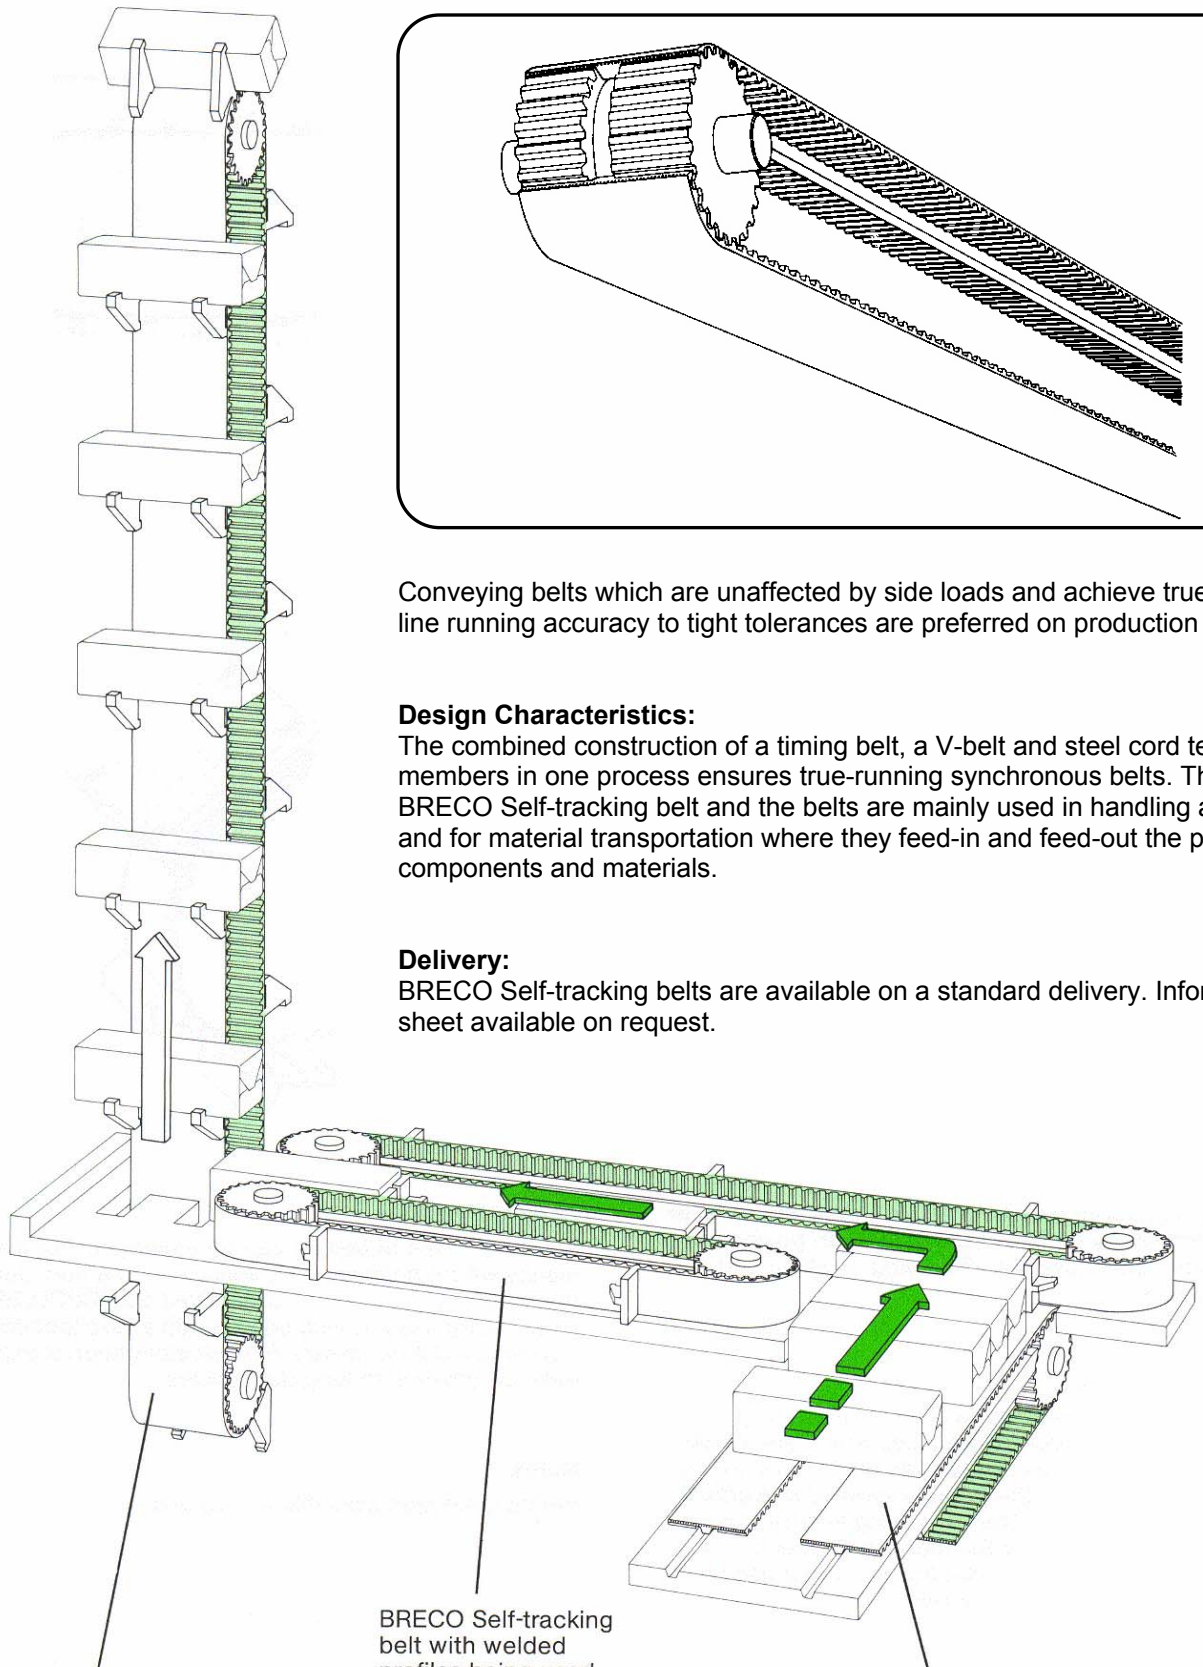 Conveying belts which are unaffected by side loads and achieve true
line running accuracy to tight tolerances are preferred on production
Design Characteristics:
The combined construction of a timing belt, a V-belt and steel cord te
members in one process ensures true-running synchronous belts. Th
BRECO Self-tracking belt and the belts are mainly used in handling a
and for material transportation where they feed-in and feed-out the p
components and materials.
Delivery:
BRECO Self-tracking belts are available on a standard delivery. Infor
sheet available on request.
BRECO Self-tracking
belt with welded
profiles being used